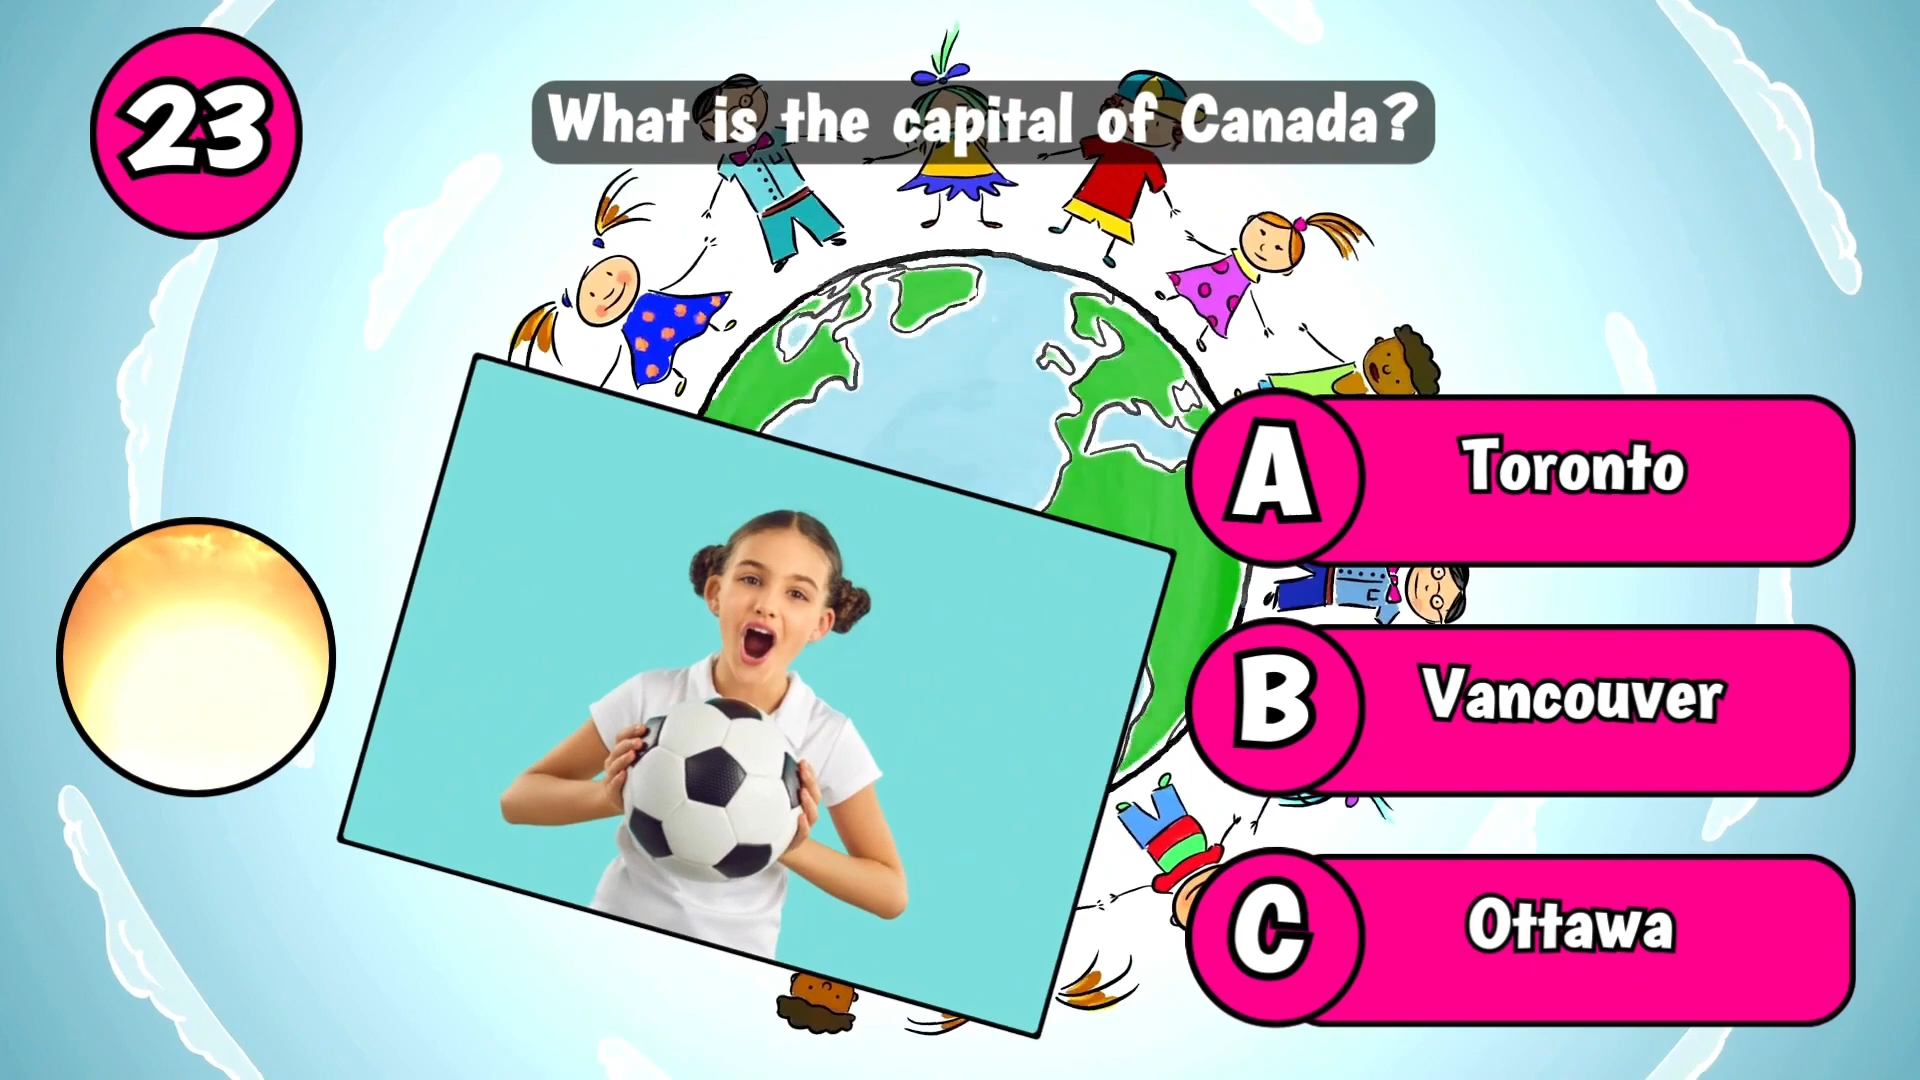 23
What is the capital of Canada?
A
Toronto
B
Vancouver
C
Ottawa